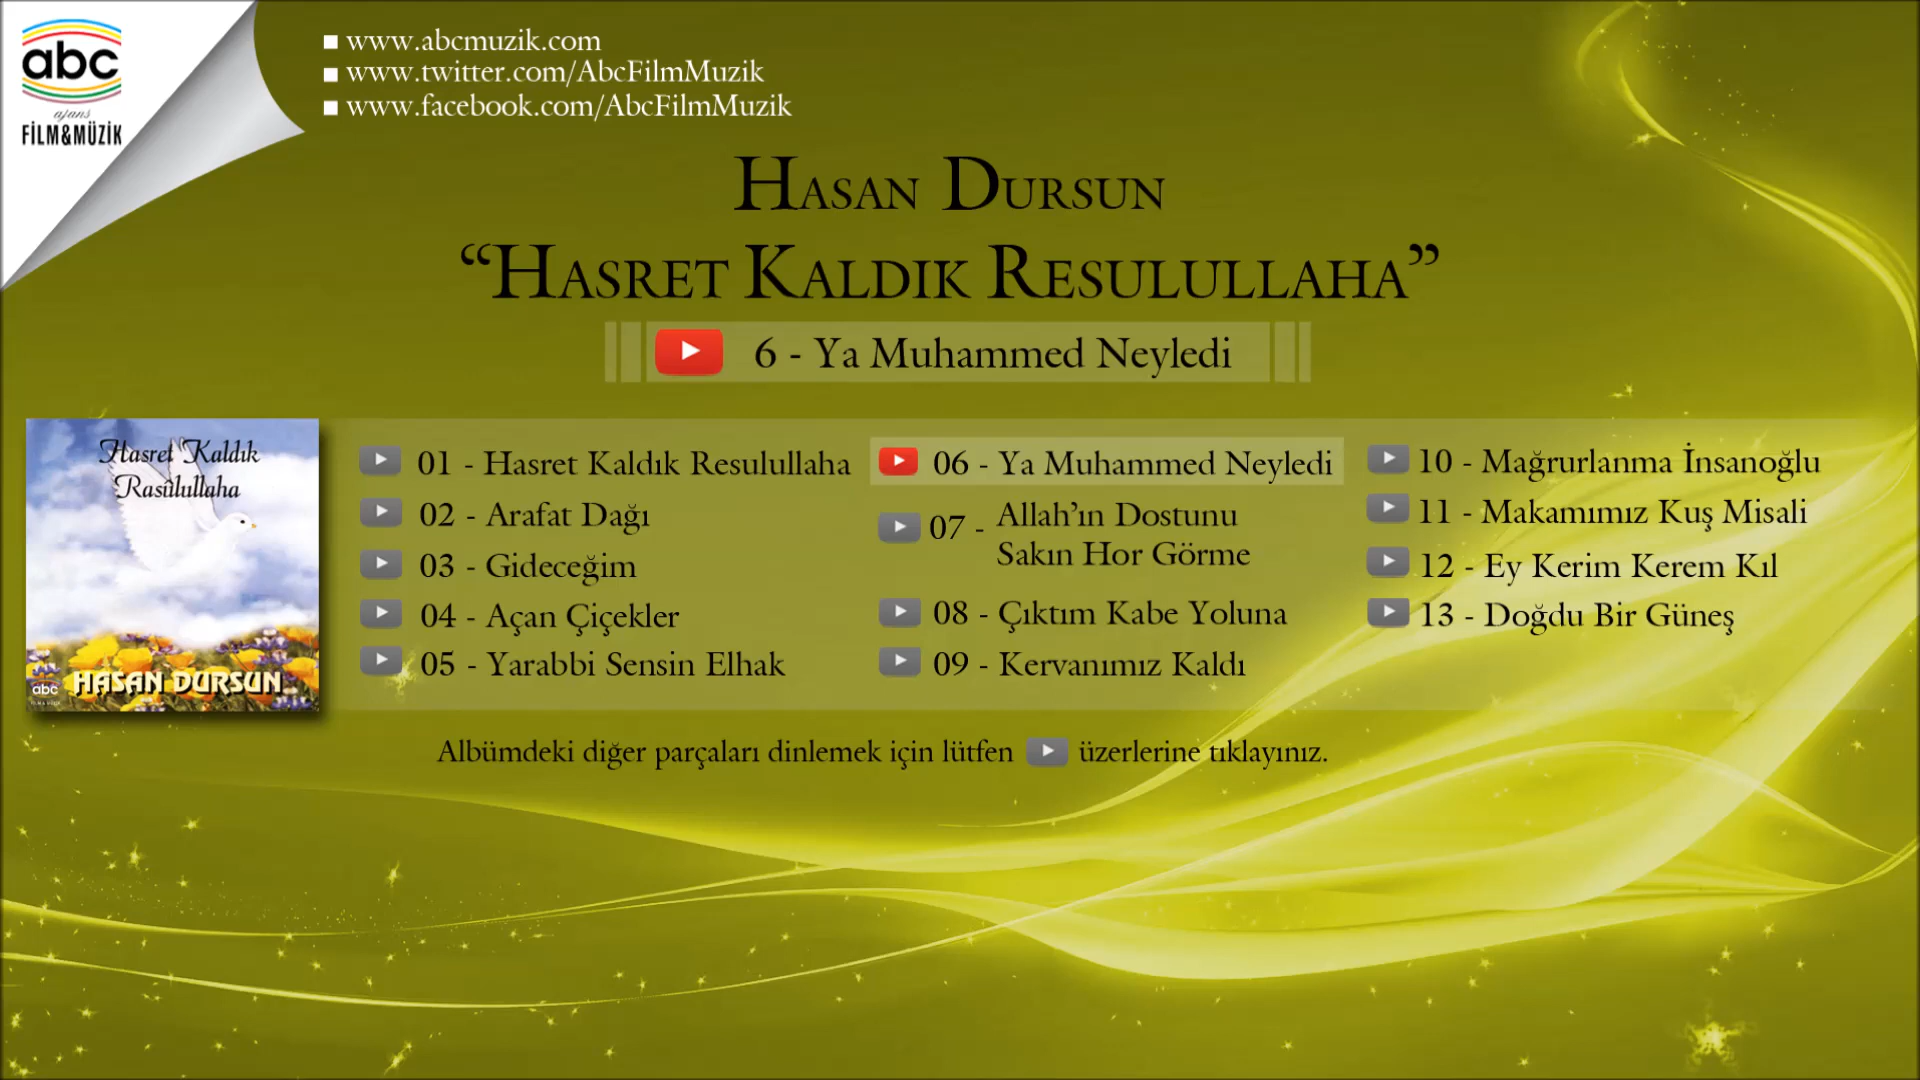 abc
ajans
FİLM&MÜZİK
www.abcmuzik.com
www.twitter.com/AbcFilmMuzik
www.facebook.com/AbcFilmMuzik
HASAN DURSUN
“HASRET KALDIK RESULULLAHA”
6 - Ya Muhammed Neyledi
Hasret Kaldık
Rasûlullaha
abc
FİLM & MÜZİK
HASAN DURSUN
01 - Hasret Kaldık Resulullaha
02 - Arafat Dağı
03 - Gideceğim
04 - Açan Çiçekler
05 - Yarabbi Sensin Elhak
06 - Ya Muhammed Neyledi
07 - Allah’ın Dostunu
Sakın Hor Görme
08 - Çıktım Kabe Yoluna
09 - Kervanımız Kaldı
10 - Mağrurlanma İnsanoğlu
11 - Makamımız Kuş Misali
12 - Ey Kerim Kerem Kıl
13 - Doğdu Bir Güneş
Albümdeki diğer parçaları dinlemek için lütfen üzerlerine tıklayınız.